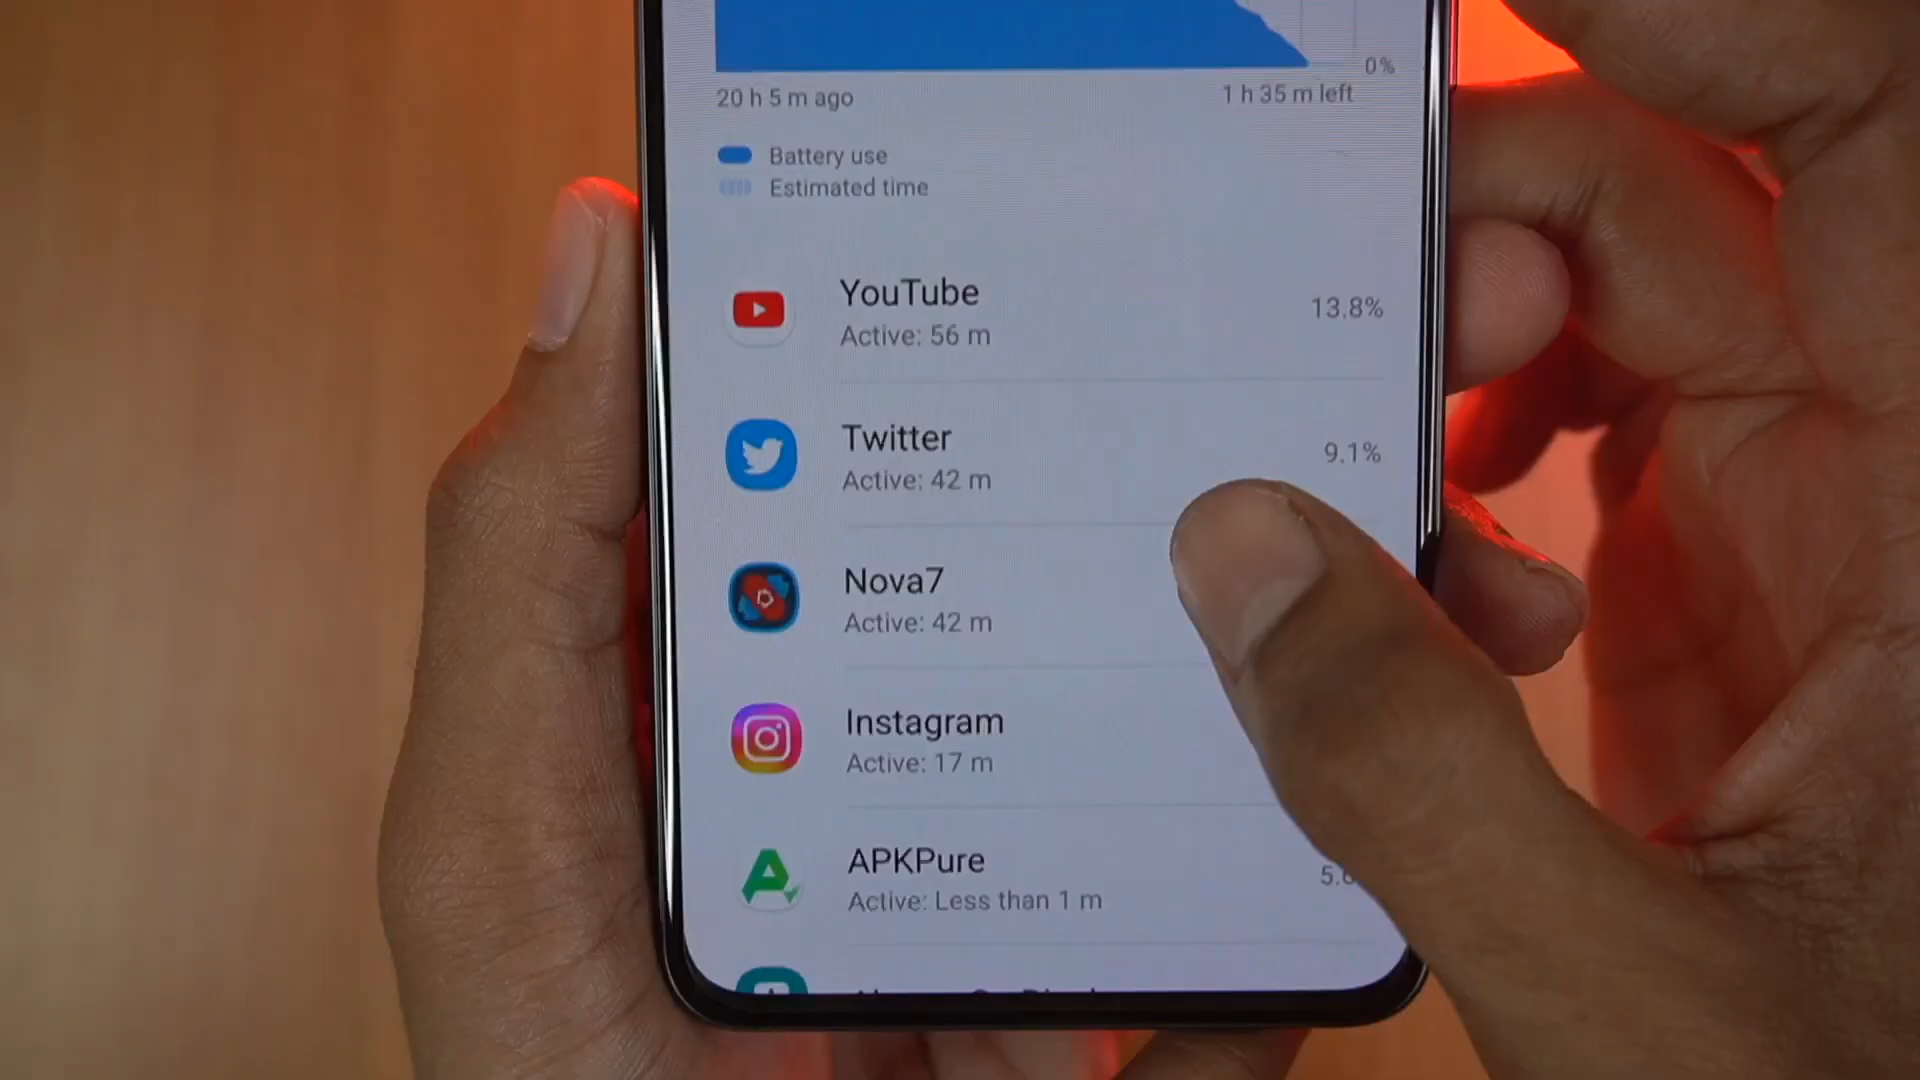 0%
20 h 5 m ago
1 h 35 m left
Battery use
Estimated time
YouTube
13.8%
Active: 56 m
Twitter
9.1%
Active: 42 m
Nova7
Active: 42 m
Instagram
Active: 17 m
APKPure
Active: Less than 1 m